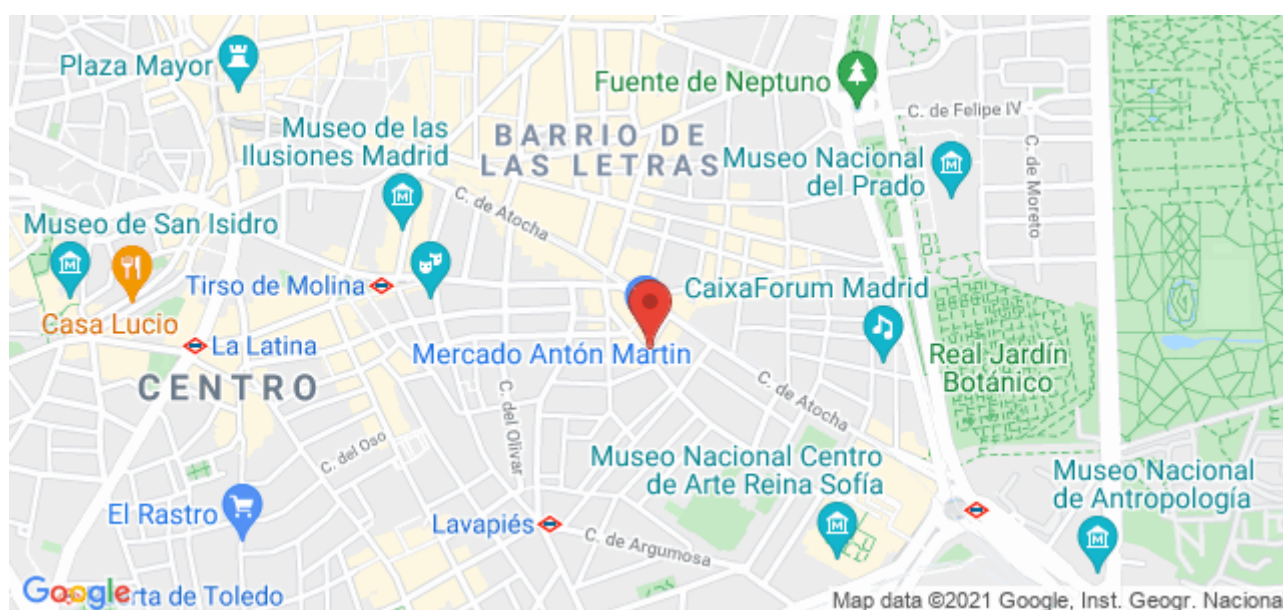 Plaza Mayor
Fuente de Neptuno
C. de Felipe IV
Museo de las
Ilusiones Madrid
BARRIO DE
LAS LETRAS
Museo Nacional
del Prado
C. de Moreto
C. de Atocha
Museo de San Isidro
Tirso de Molina
CaixaForum Madrid
Casa Lucio
La Latina
Mercado Antón Martin
Real Jardín
Botánico
CENTRO
C. de Atocha
C. del Olivar
C. del Oso
Museo Nacional Centro
de Arte Reina Sofía
Museo Nacional
de Antropología
El Rastro
Lavapiés
C. de Argumosa
Google
rta de Toledo
Map data ©2021 Google, Inst. Geogr. Naciona